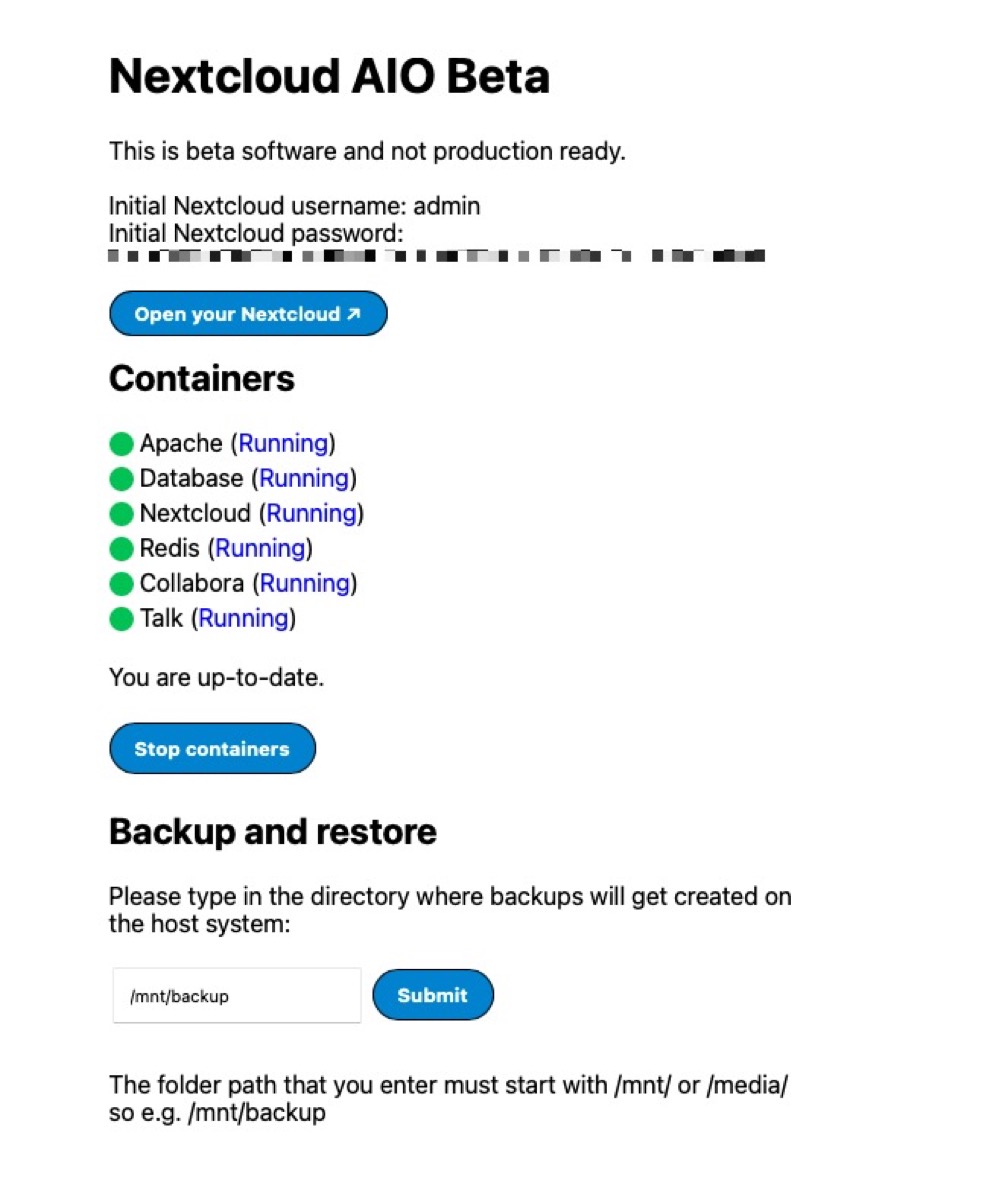 Nextcloud AIO Beta
This is beta software and not production ready.
Initial Nextcloud username: admin
Initial Nextcloud password:
Open your Nextcloud ↗
Containers
Apache (Running)
Database (Running)
Nextcloud (Running)
Redis (Running)
Collabora (Running)
Talk (Running)
You are up-to-date.
Stop containers
Backup and restore
Please type in the directory where backups will get created on
the host system:
/mnt/backup
Submit
The folder path that you enter must start with /mnt/ or /media/
so e.g. /mnt/backup